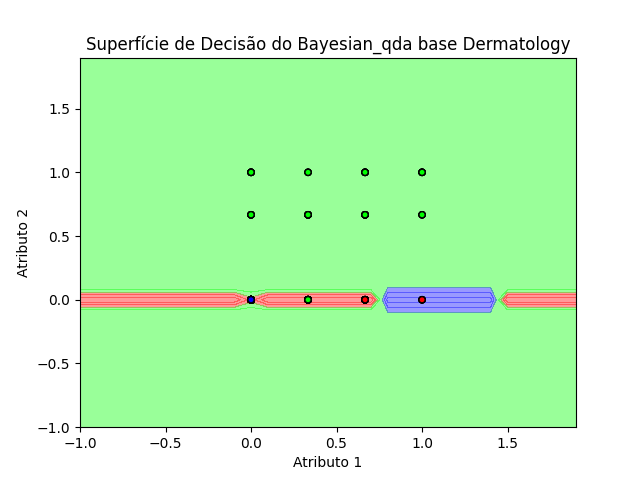 Superfície de Decisão do Bayesian_qda base Dermatology
1.5
1.0
0.5
0.0
−0.5
−1.0
Atributo 2
−1.0 −0.5 0.0 0.5 1.0 1.5
Atributo 1